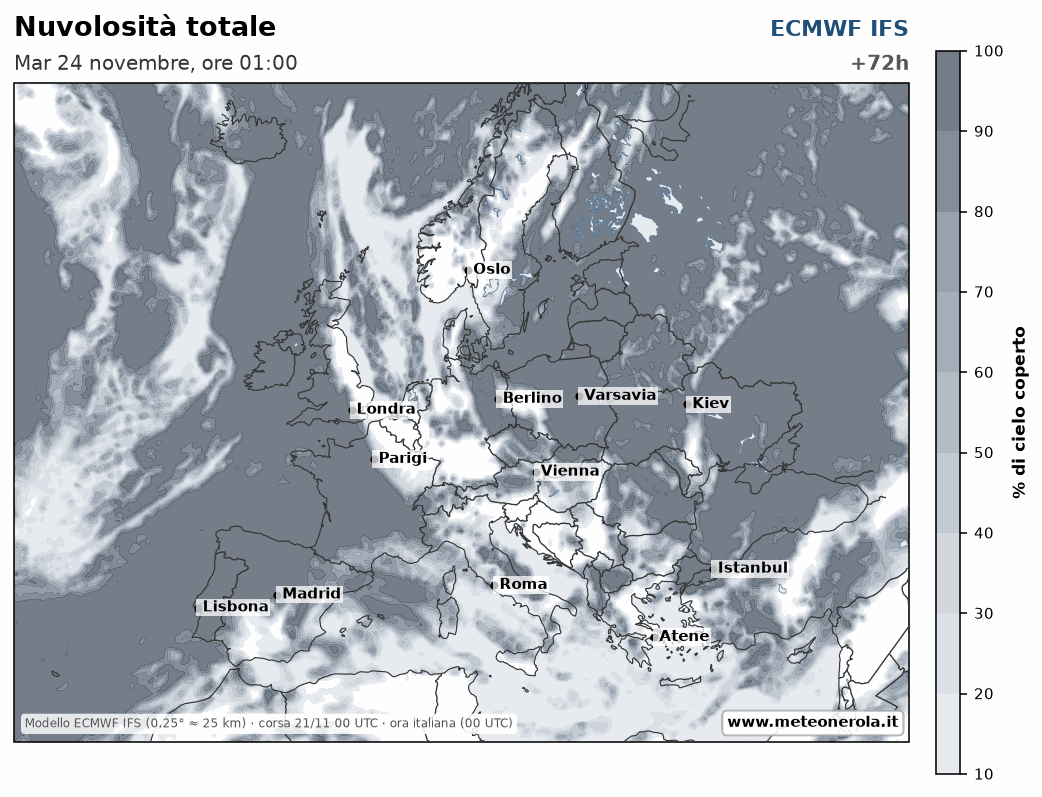 Nuvolosità totale
ECMWF IFS
Mar 24 novembre, ore 01:00
+72h
100
90
80
70
60
50
40
30
20
10
% di cielo coperto
Oslo
Londra
Berlino
Varsavia
Kiev
Parigi
Vienna
Istanbul
Roma
Madrid
Lisbona
Atene
Modello ECMWF IFS (0,25° ≈ 25 km) · corsa 21/11 00 UTC · ora italiana (00 UTC)
www.meteonerola.it